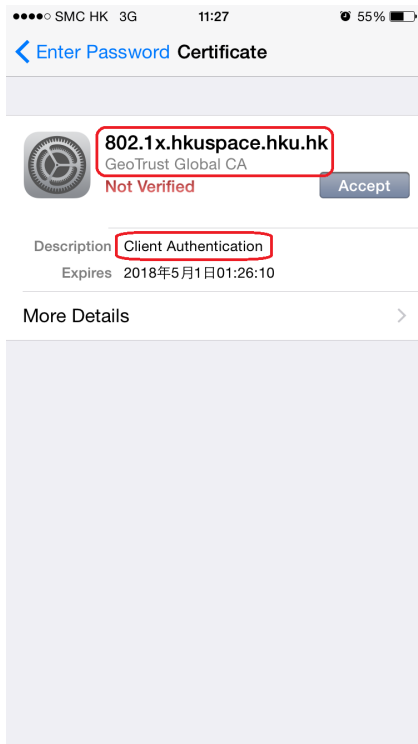 SMC HK 3G 11:27 55%
Enter Password Certificate
802.1x.hkuspace.hku.hk
GeoTrust Global CA
Not Verified Accept
Description Client Authentication
Expires 2018年5月1日01:26:10
More Details